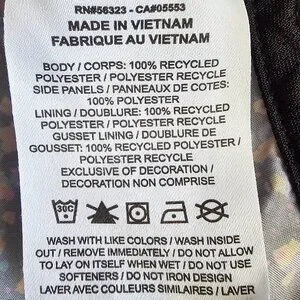 RN#56323 - CA#05553
MADE IN VIETNAM
FABRIQUE AU VIETNAM
BODY / CORPS: 100% RECYCLED
POLYESTER / POLYESTER RECYCLE
SIDE PANELS / PANNEAUX DE COTES:
100% POLYESTER
LINING / DOUBLURE: 100% RECYCLED
POLYESTER / POLYESTER RECYCLE
GUSSET LINING / DOUBLURE DE
GOUSSET: 100% RECYCLED POLYESTER /
POLYESTER RECYCLE
EXCLUSIVE OF DECORATION /
DECORATION NON COMPRISE
30C
WASH WITH LIKE COLORS / WASH INSIDE
OUT / REMOVE IMMEDIATELY / DO NOT ALLOW
TO LAY ON ITSELF WHEN WET / DO NOT USE
SOFTENERS / DO NOT IRON DESIGN
LAVER AVEC COULEURS SIMILAIRES / LAVER